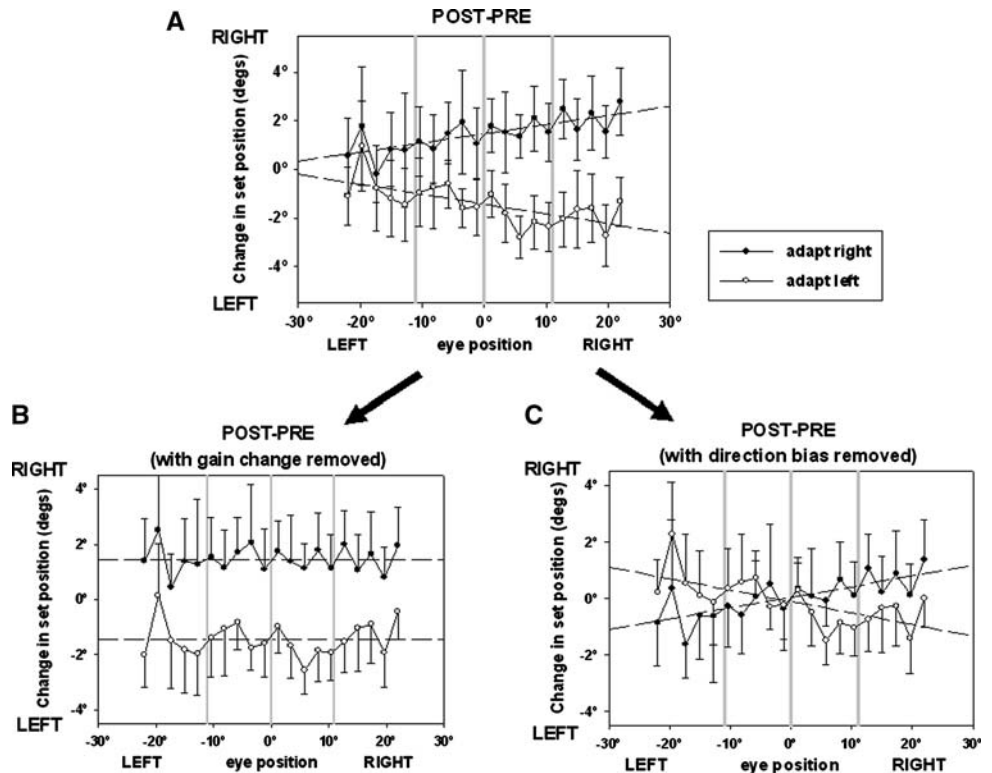 A
POST-PRE
RIGHT
Change in set position (degs)
4°
2°
0°
-2°
-4°
LEFT
-30° -20° -10° 0° 10° 20° 30°
LEFT eye position RIGHT
adapt right
adapt left
B
POST-PRE
(with gain change removed)
RIGHT
Change in set position (degs)
4°
2°
0°
-2°
-4°
LEFT
-30° -20° -10° 0° 10° 20° 30°
LEFT eye position RIGHT
C
POST-PRE
(with direction bias removed)
RIGHT
Change in set position (degs)
4°
2°
0°
-2°
-4°
LEFT
-30° -20° -10° 0° 10° 20° 30°
LEFT eye position RIGHT